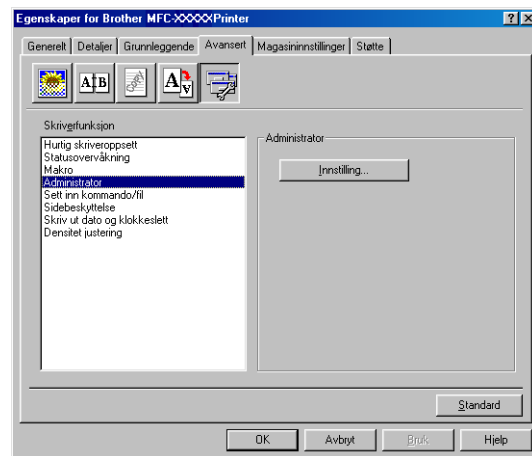 Egenskaper for Brother MFC-XXXXXPrinter
Generelt Detaljer Grunnleggende Avansert Magasininnstillinger Støtte
A B
Copy
A A
Skriverfunksjon
Hurtig skriveroppsett
Statusovervåkning
Makro
Administrator
Sett inn kommando/fil
Sidebeskyttelse
Skriv ut dato og klokkeslett
Densitet justering
Administrator
Innstilling...
Standard
OK Avbryt Bruk Hjelp